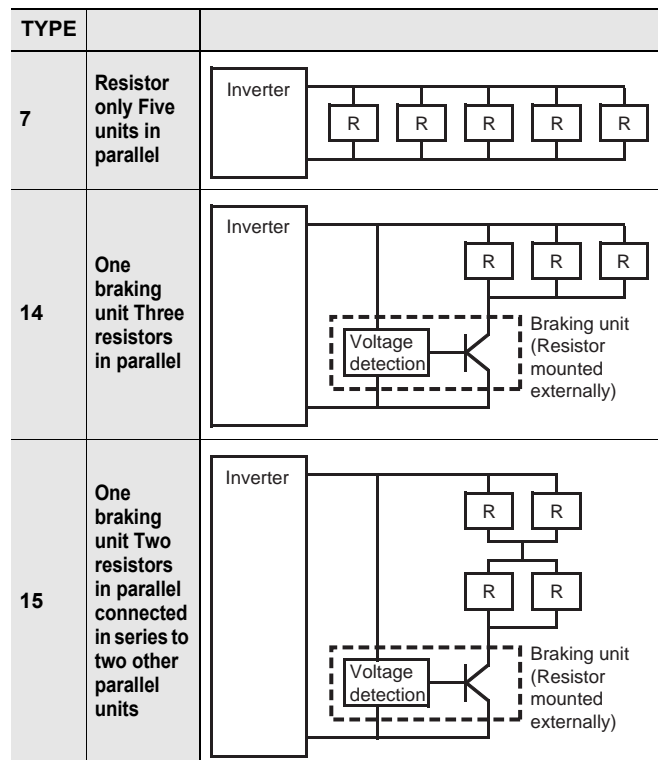 TYPE
7
Resistor
only Five
units in
parallel
Inverter
R R R R R
14
One
braking
unit Three
resistors
in parallel
Inverter
R R R
Voltage
detection
Braking unit
(Resistor
mounted
externally)
15
One
braking
unit Two
resistors
in parallel
connected
in series to
two other
parallel
units
Inverter
R R
R R
Voltage
detection
Braking unit
(Resistor
mounted
externally)